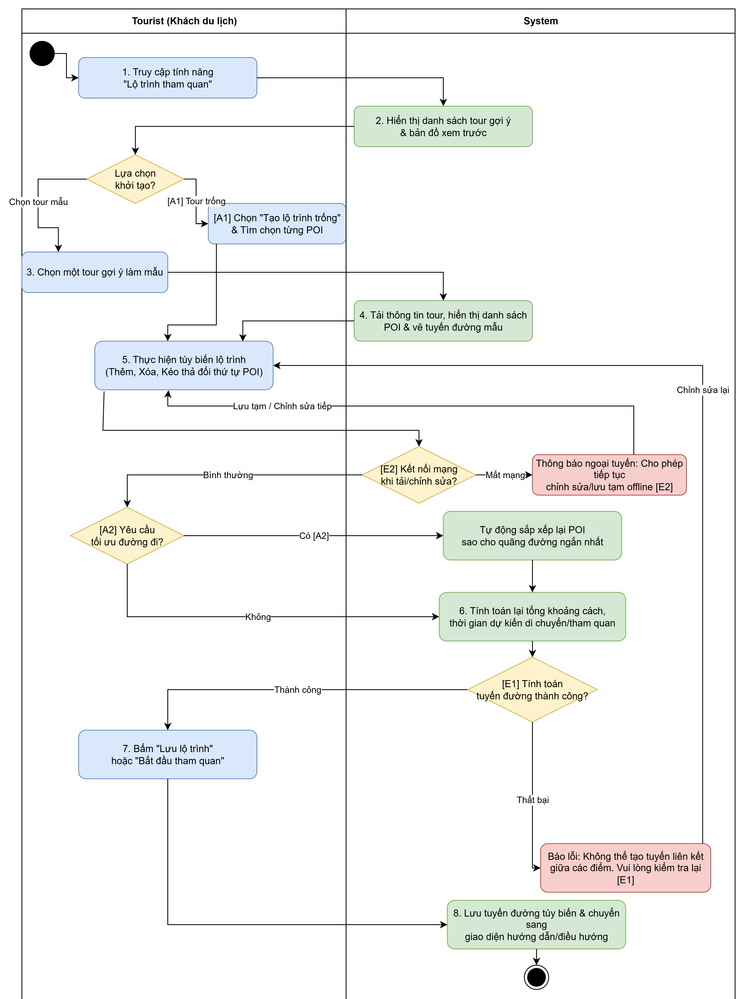 Tourist (Khách du lịch)
System
1. Truy cập tính năng
"Lộ trình tham quan"
2. Hiển thị danh sách tour gợi ý
& bản đồ xem trước
Lựa chọn
khởi tạo?
Chọn tour mẫu
[A1] Tour trống
[A1] Chọn "Tạo lộ trình trống"
& Tìm chọn từng POI
3. Chọn một tour gợi ý làm mẫu
4. Tải thông tin tour, hiển thị danh sách
POI & vẽ tuyến đường mẫu
5. Thực hiện tùy biến lộ trình
(Thêm, Xóa, Kéo thả đổi thứ tự POI)
Chỉnh sửa lại
Lưu tạm / Chỉnh sửa tiếp
[E2] Kết nối mạng
khi tải/chỉnh sửa?
Bình thường
Mất mạng
Thông báo ngoại tuyến: Cho phép
tiếp tục
chỉnh sửa/lưu tạm offline [E2]
[A2] Yêu cầu
tối ưu đường đi?
Có [A2]
Tự động sắp xếp lại POI
sao cho quãng đường ngắn nhất
Không
6. Tính toán lại tổng khoảng cách,
thời gian dự kiến di chuyển/tham quan
[E1] Tính toán
tuyến đường thành công?
Thành công
7. Bấm "Lưu lộ trình"
hoặc "Bắt đầu tham quan"
Thất bại
Báo lỗi: Không thể tạo tuyến liên kết
giữa các điểm. Vui lòng kiểm tra lại
[E1]
8. Lưu tuyến đường tùy biến & chuyển
sang
giao diện hướng dẫn/điều hướng